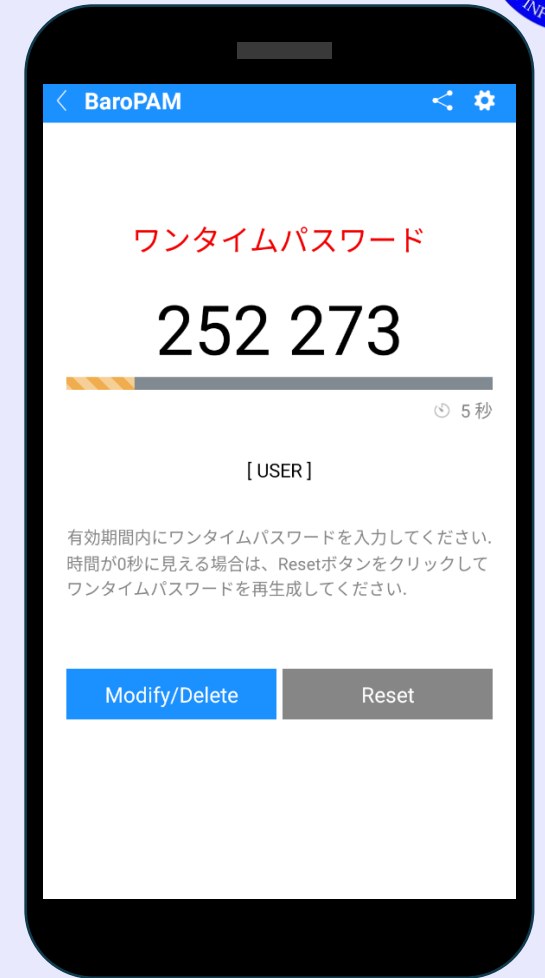 BaroPAM
ワンタイムパスワード
252 273
5 秒
[ USER ]
有効期間内にワンタイムパスワードを入力してください.
時間が0秒に見える場合は、Resetボタンをクリックして
ワンタイムパスワードを再生成してください.
Modify/Delete
Reset